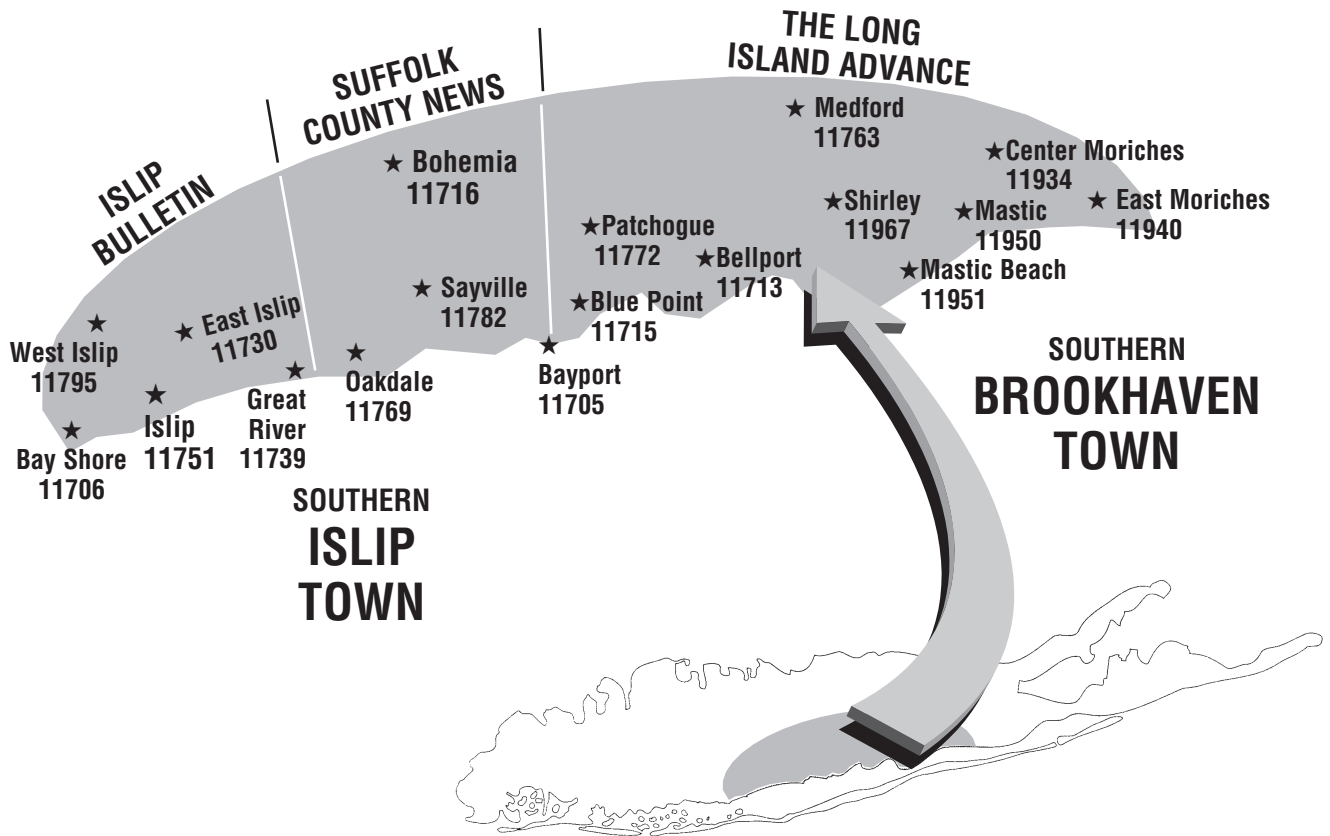 THE LONG
ISLAND ADVANCE
SUFFOLK
COUNTY NEWS
ISLIP
BULLETIN
Medford
11763
Center Moriches
11934
Bohemia
11716
Shirley
11967
Mastic
11950
East Moriches
11940
Patchogue
11772
Bellport
11713
Mastic Beach
11951
Sayville
11782
Blue Point
11715
East Islip
11730
West Islip
11795
Oakdale
11769
Bayport
11705
Great
River
11739
Islip
11751
Bay Shore
11706
SOUTHERN
BROOKHAVEN
TOWN
SOUTHERN
ISLIP
TOWN